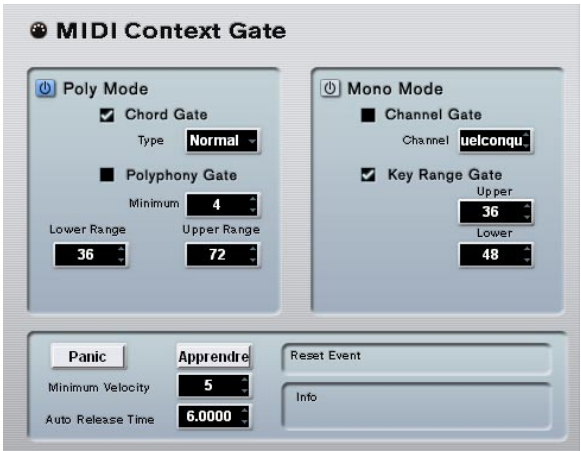 MIDI Context Gate
Poly Mode
Chord Gate
Type Normal
Polyphony Gate
Minimum 4
Lower Range Upper Range
36 72
Mono Mode
Channel Gate
Channel uelconqu
Key Range Gate
Upper
36
Lower
48
Panic Apprendre
Minimum Velocity 5
Auto Release Time 6.0000
Reset Event
Info